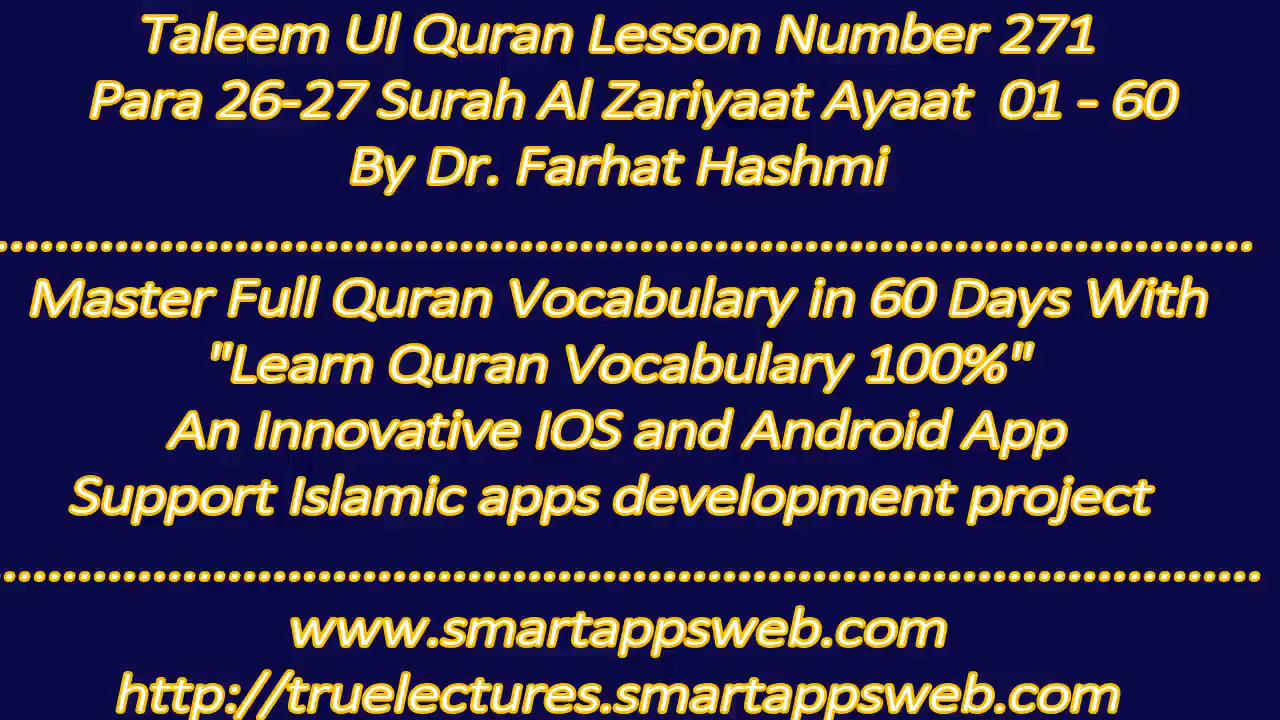 Taleem Ul Quran Lesson Number 271
Para 26-27 Surah Al Zariyaat Ayaat 01 - 60
By Dr. Farhat Hashmi
Master Full Quran Vocabulary in 60 Days With
"Learn Quran Vocabulary 100%"
An Innovative IOS and Android App
Support Islamic apps development project
www.smartappsweb.com
http://truelectures.smartappsweb.com